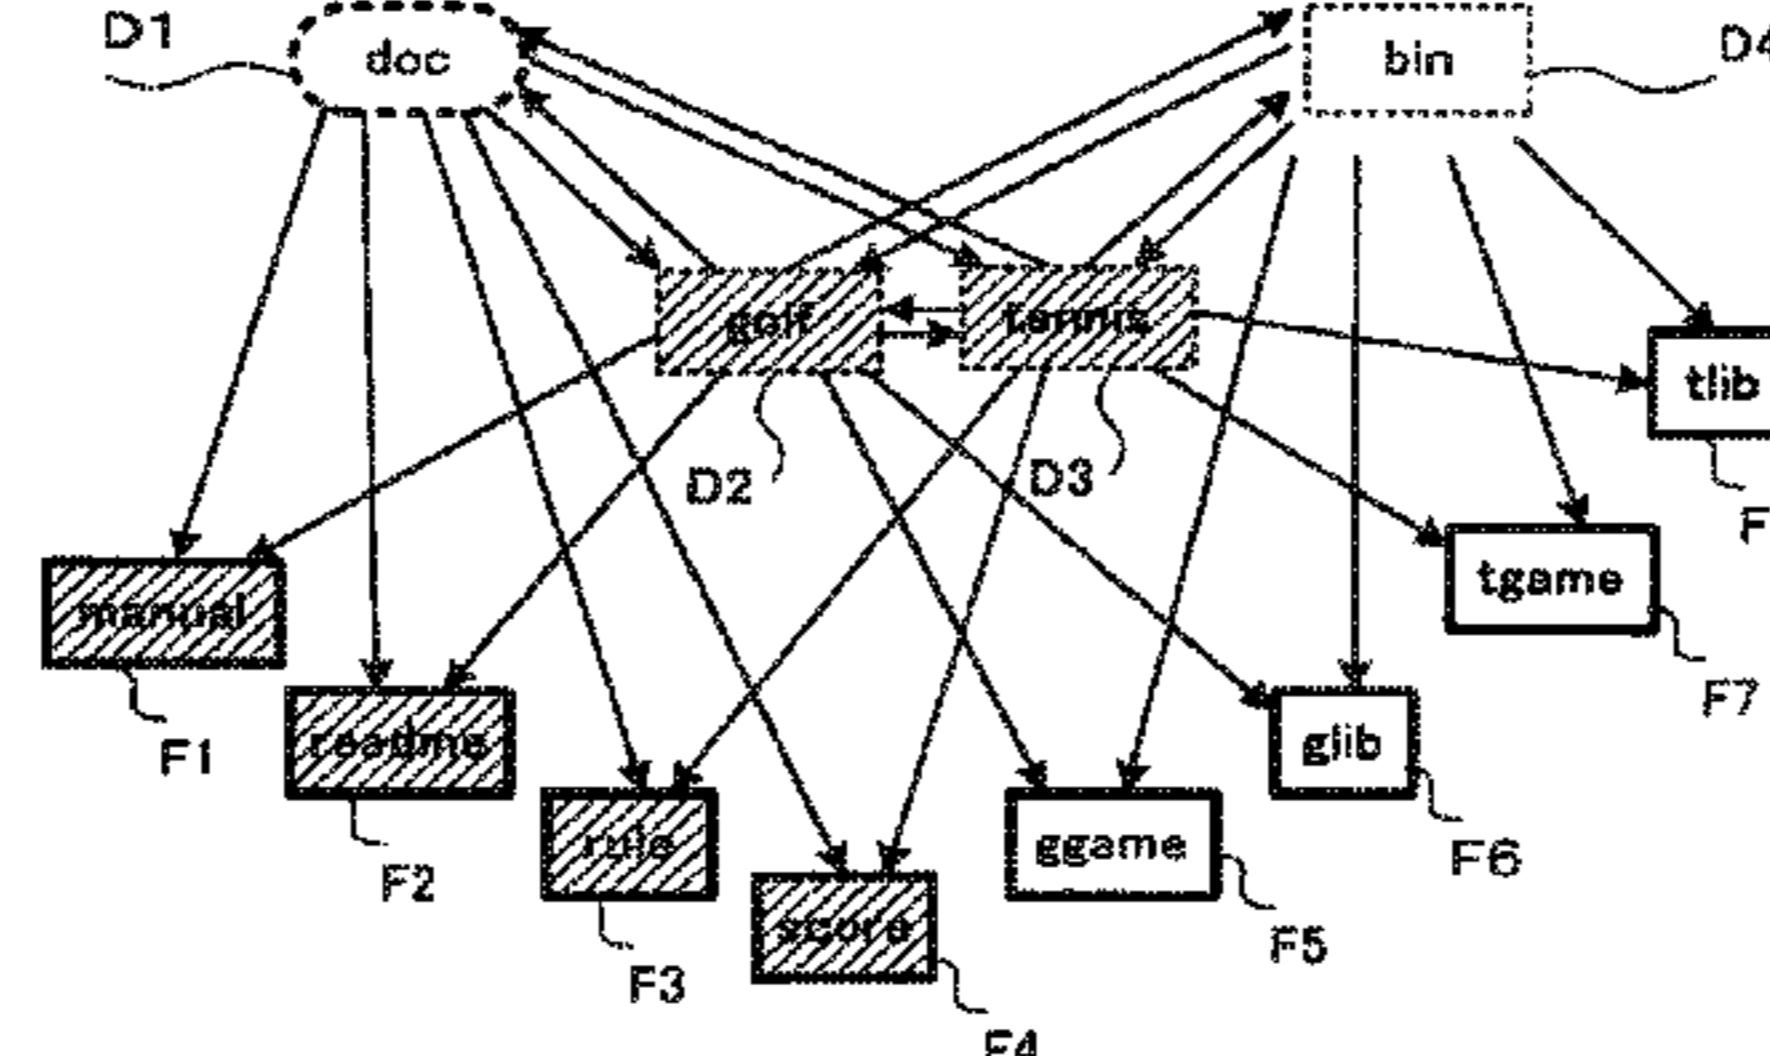 D1
doc
bin
D4
golf
tennis
tlib
D2
D3
F
tgame
manual
F7
readme
glib
F1
rule
ggame
F6
F2
score
F5
F3
F4